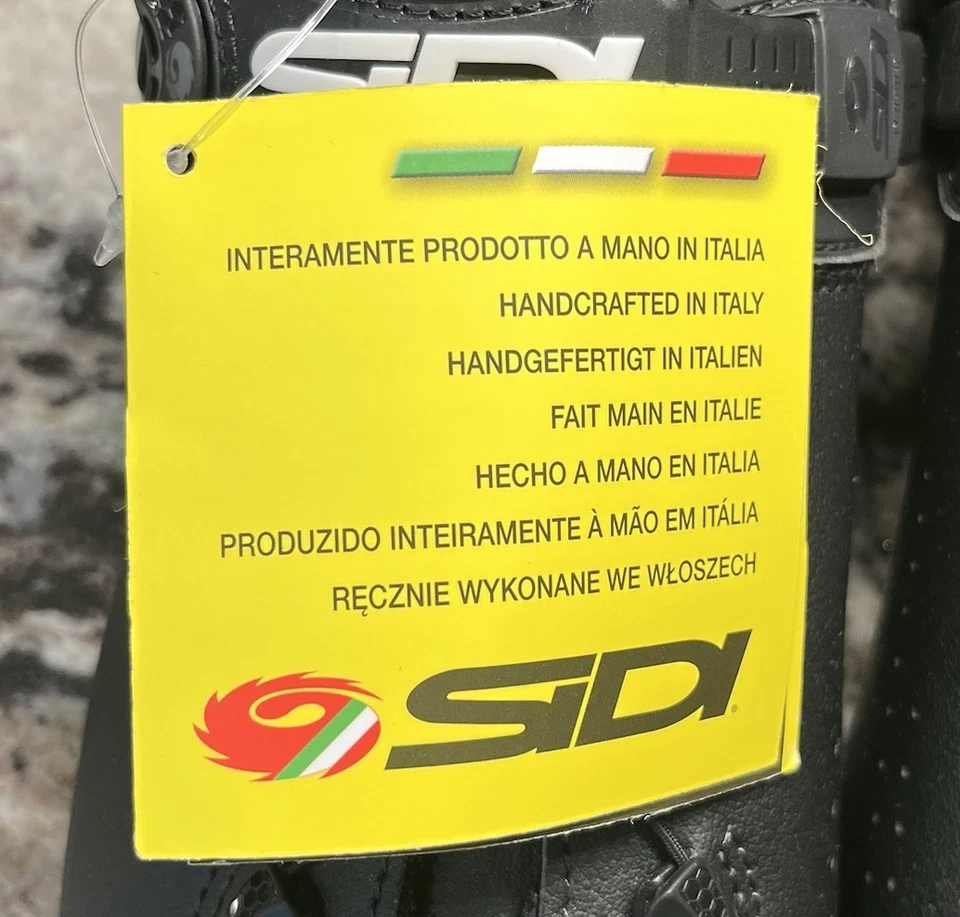 SIDI
INTERAMENTE PRODOTTO A MANO IN ITALIA
HANDCRAFTED IN ITALY
HANDGEFERTIGT IN ITALIEN
FAIT MAIN EN ITALIE
HECHO A MANO EN ITALIA
PRODUZIDO INTEIRAMENTE À MÃO EM ITÁLIA
RĘCZNIE WYKONANE WE WŁOSZECH
SIDI®